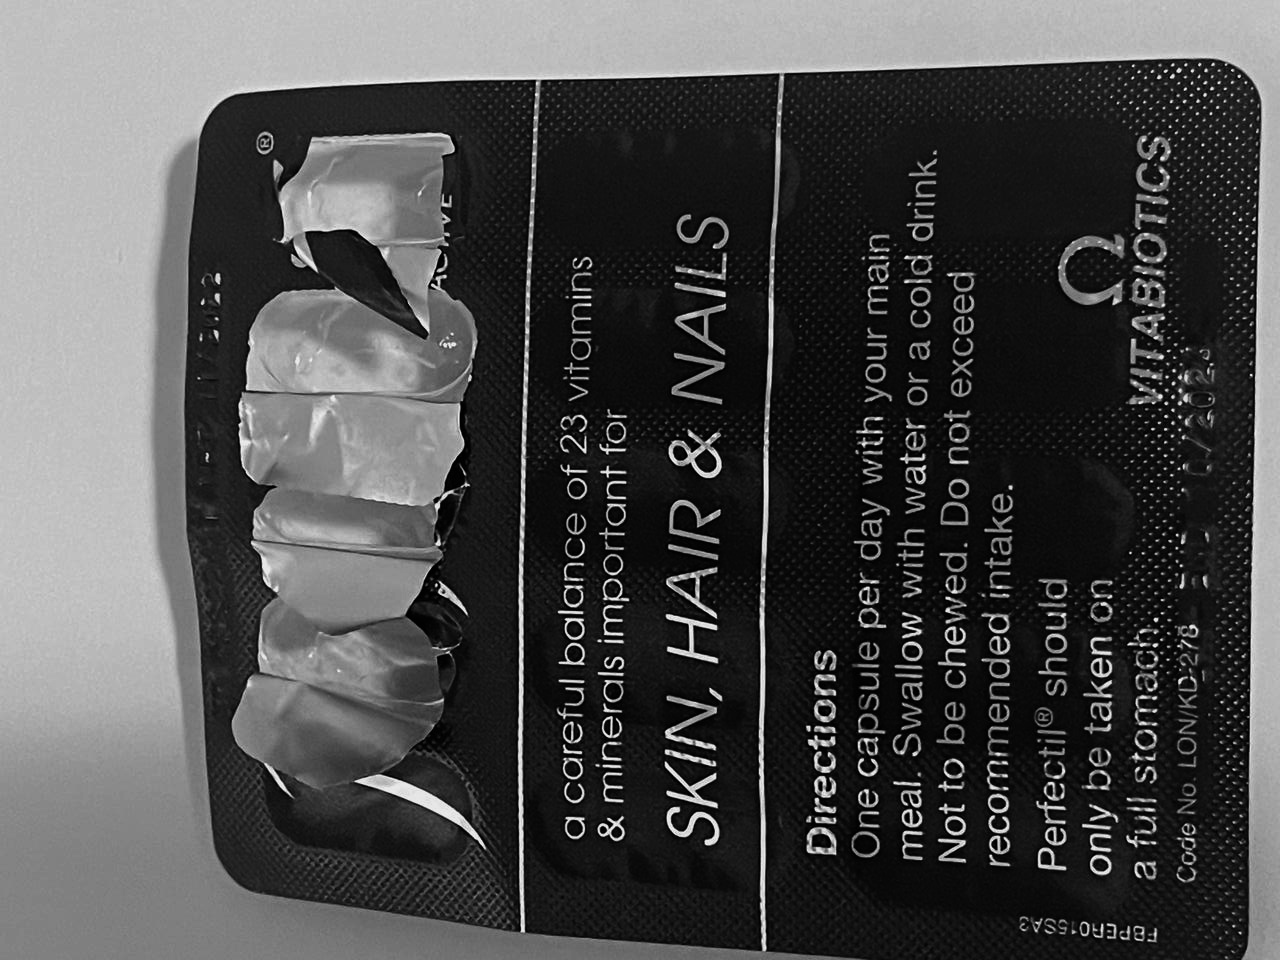 ®
ACTIVE
a careful balance of 23 vitamins
& minerals important for
SKIN, HAIR & NAILS
Directions
One capsule per day with your main
meal. Swallow with water or a cold drink.
Not to be chewed. Do not exceed
recommended intake.
Perfectil® should
only be taken on
a full stomach.
VITABIOTICS
Code No. LON/KD-278
FBPER015SA3